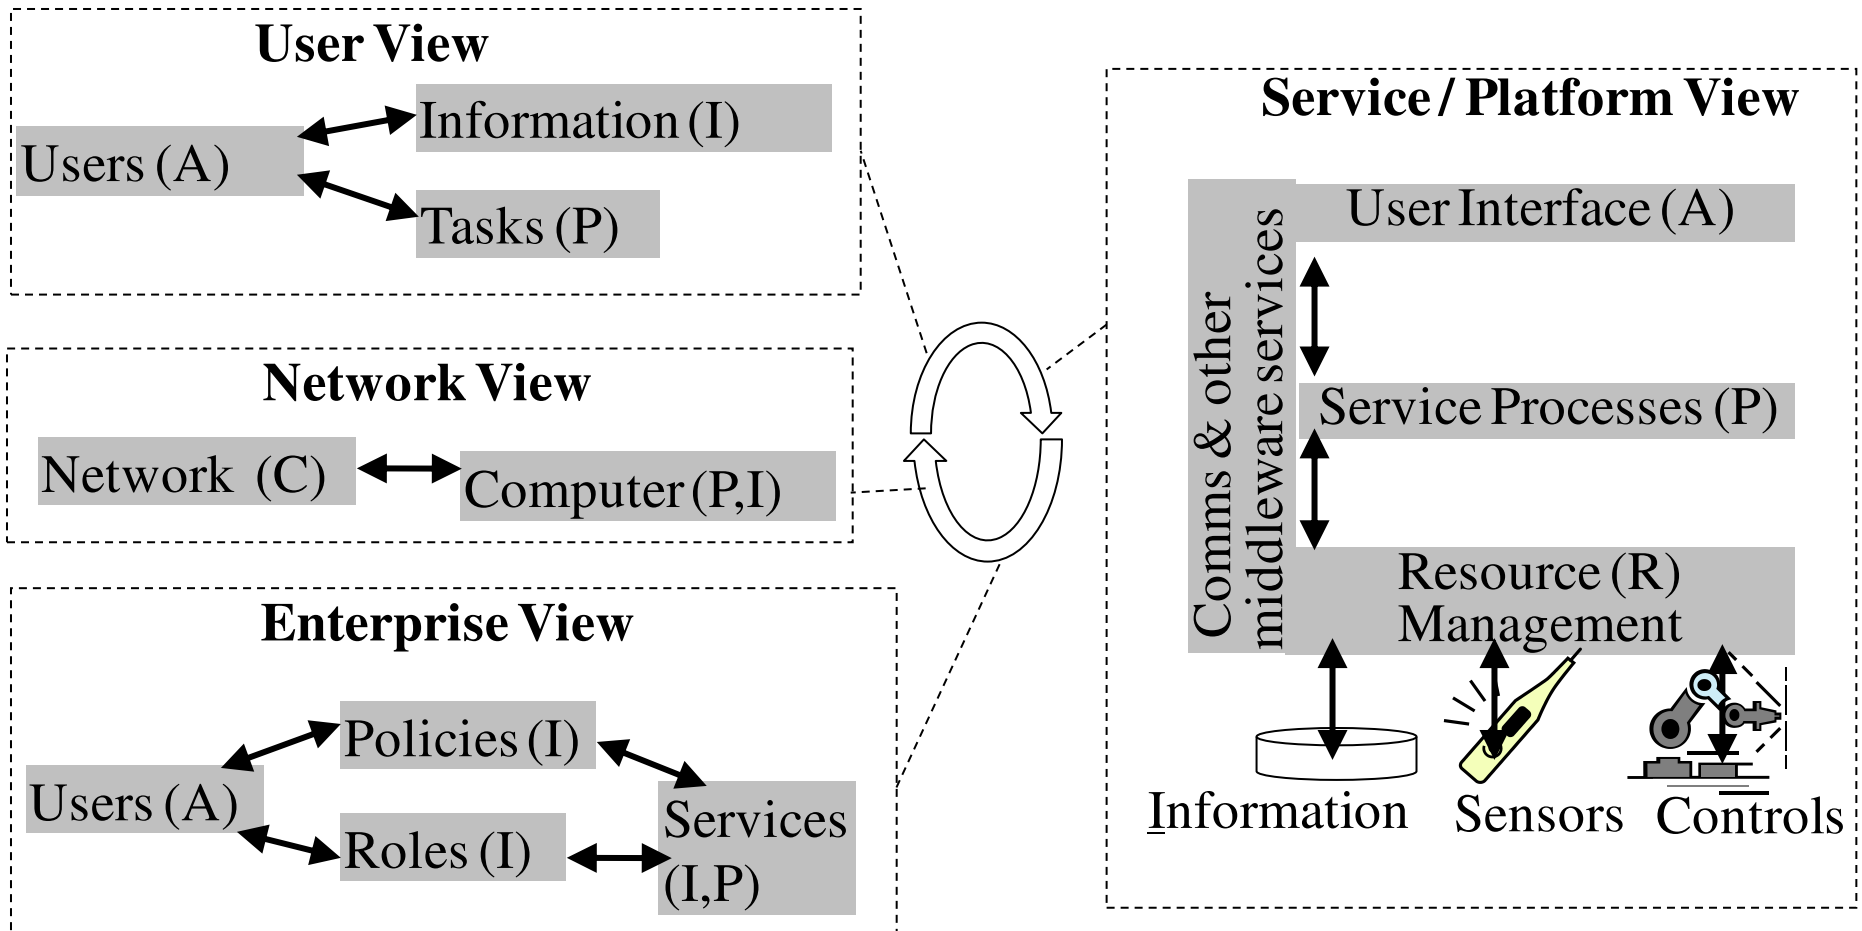 User View
Information (I)
Users (A)
Tasks (P)
Network View
Network (C)
Computer (P,I)
Enterprise View
Policies (I)
Users (A)
Roles (I)
Services
(I,P)
Service / Platform View
Comms & other
middleware services
User Interface (A)
Service Processes (P)
Resource (R)
Management
Information
Sensors
Controls